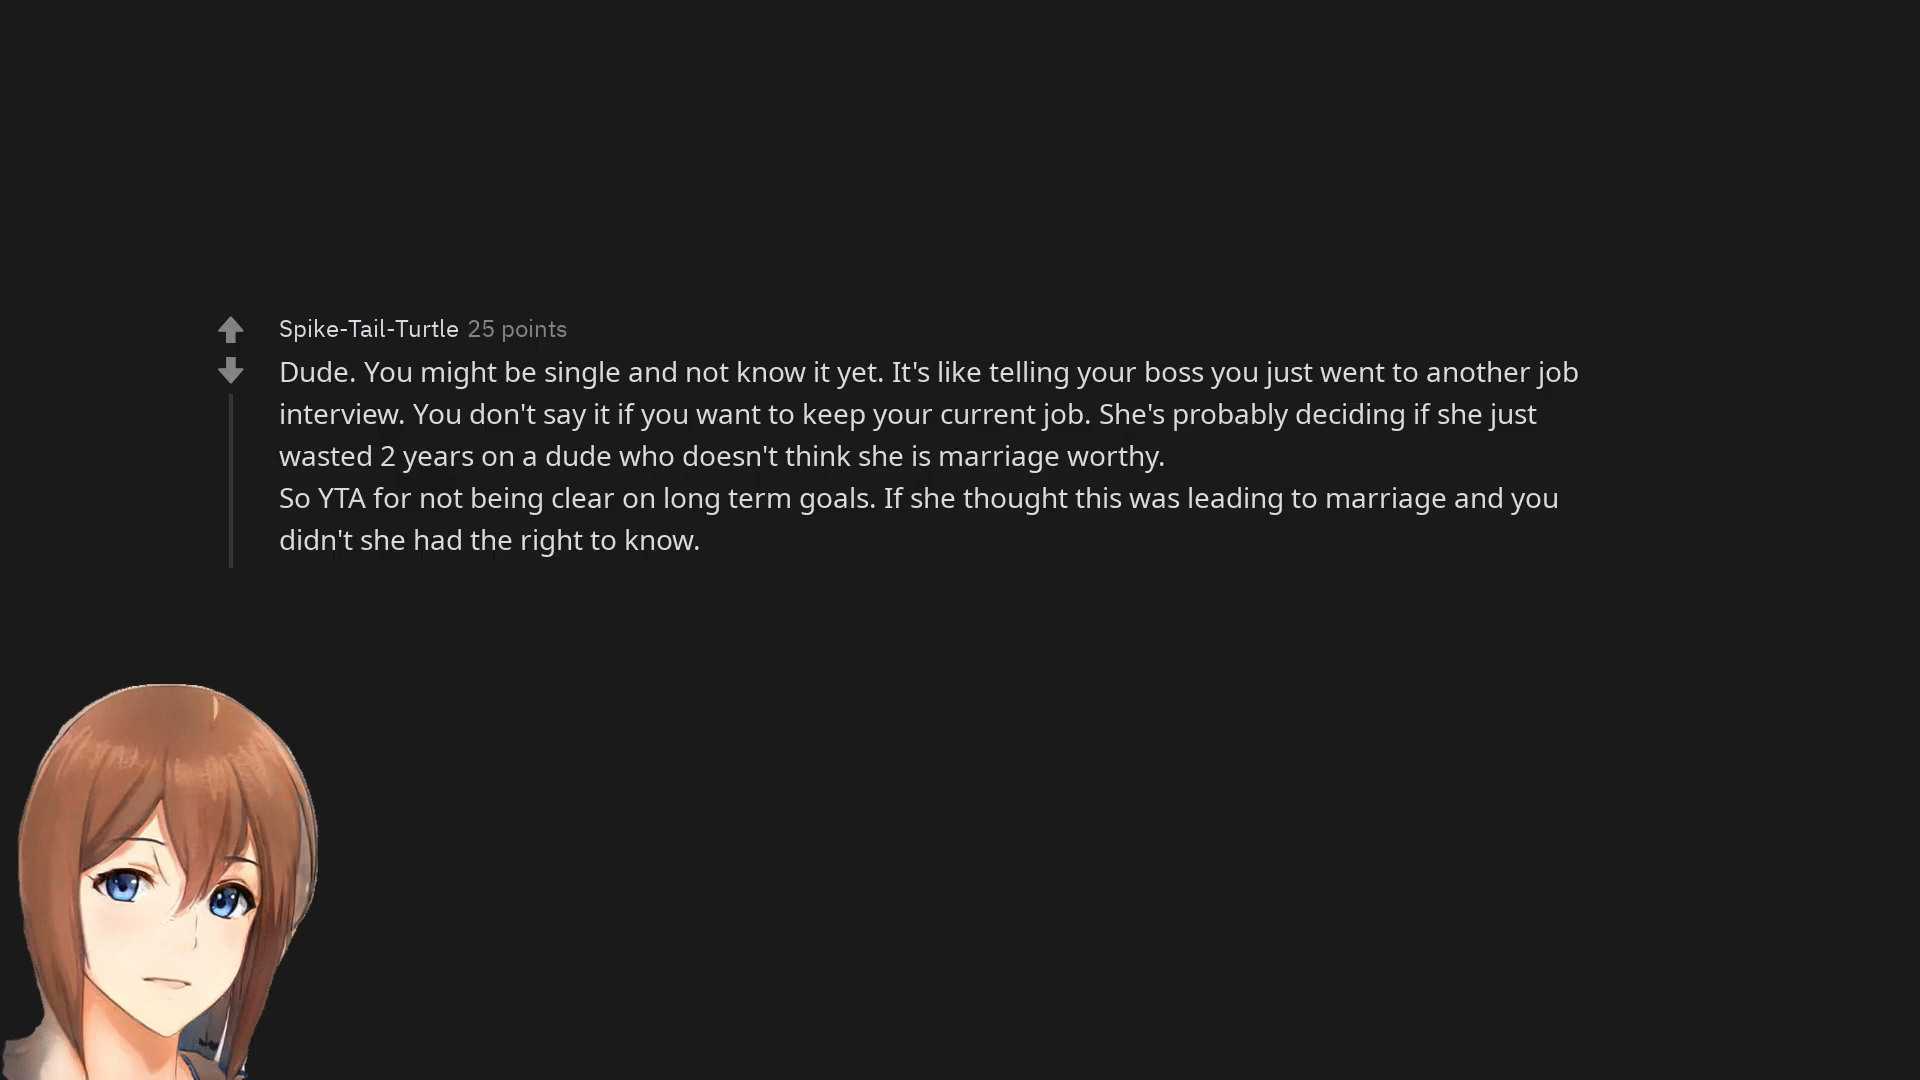 Spike-Tail-Turtle 25 points
Dude. You might be single and not know it yet. It's like telling your boss you just went to another job
interview. You don't say it if you want to keep your current job. She's probably deciding if she just
wasted 2 years on a dude who doesn't think she is marriage worthy.
So YTA for not being clear on long term goals. If she thought this was leading to marriage and you
didn't she had the right to know.